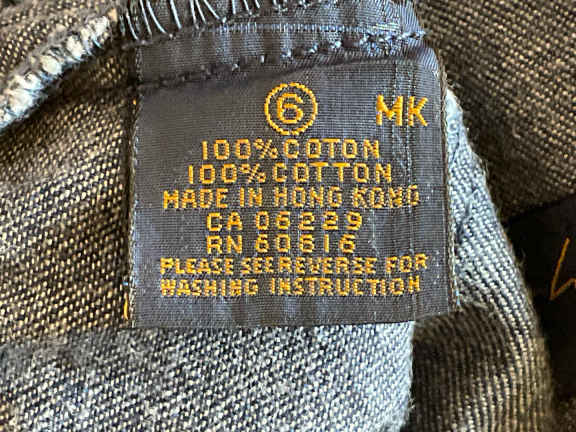 6 MK
100% COTON
100% COTTON
MADE IN HONG KONG
CA 06229
RN 60616
PLEASE SEE REVERSE FOR
WASHING INSTRUCTION